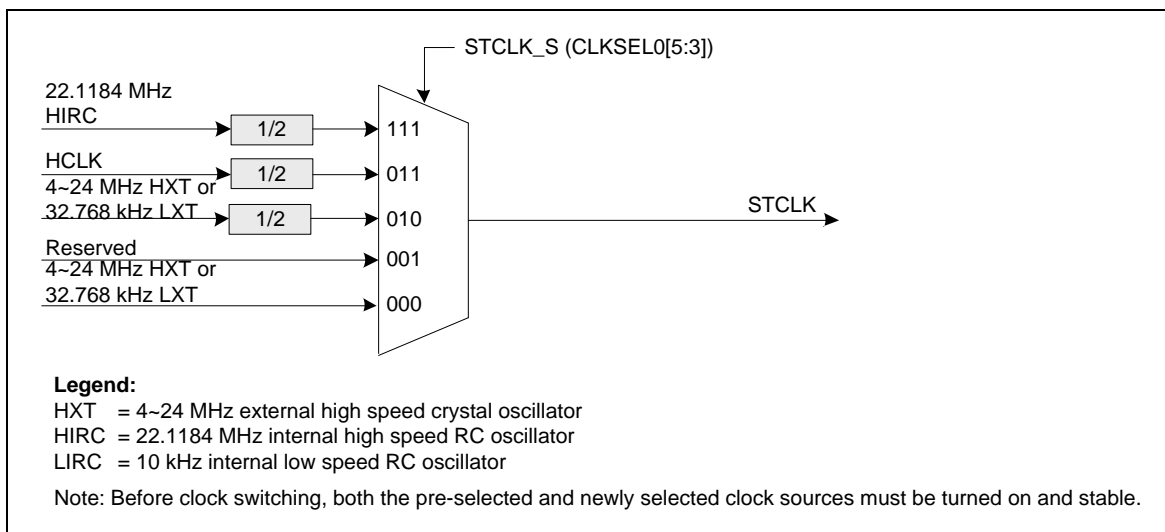 STCLK_S (CLKSEL0[5:3])
22.1184 MHz
HIRC
1/2
111
HCLK
1/2
011
4~24 MHz HXT or
32.768 kHz LXT
1/2
010
STCLK
Reserved
001
4~24 MHz HXT or
32.768 kHz LXT
000
Legend:
HXT = 4~24 MHz external high speed crystal oscillator
HIRC = 22.1184 MHz internal high speed RC oscillator
LIRC = 10 kHz internal low speed RC oscillator
Note: Before clock switching, both the pre-selected and newly selected clock sources must be turned on and stable.